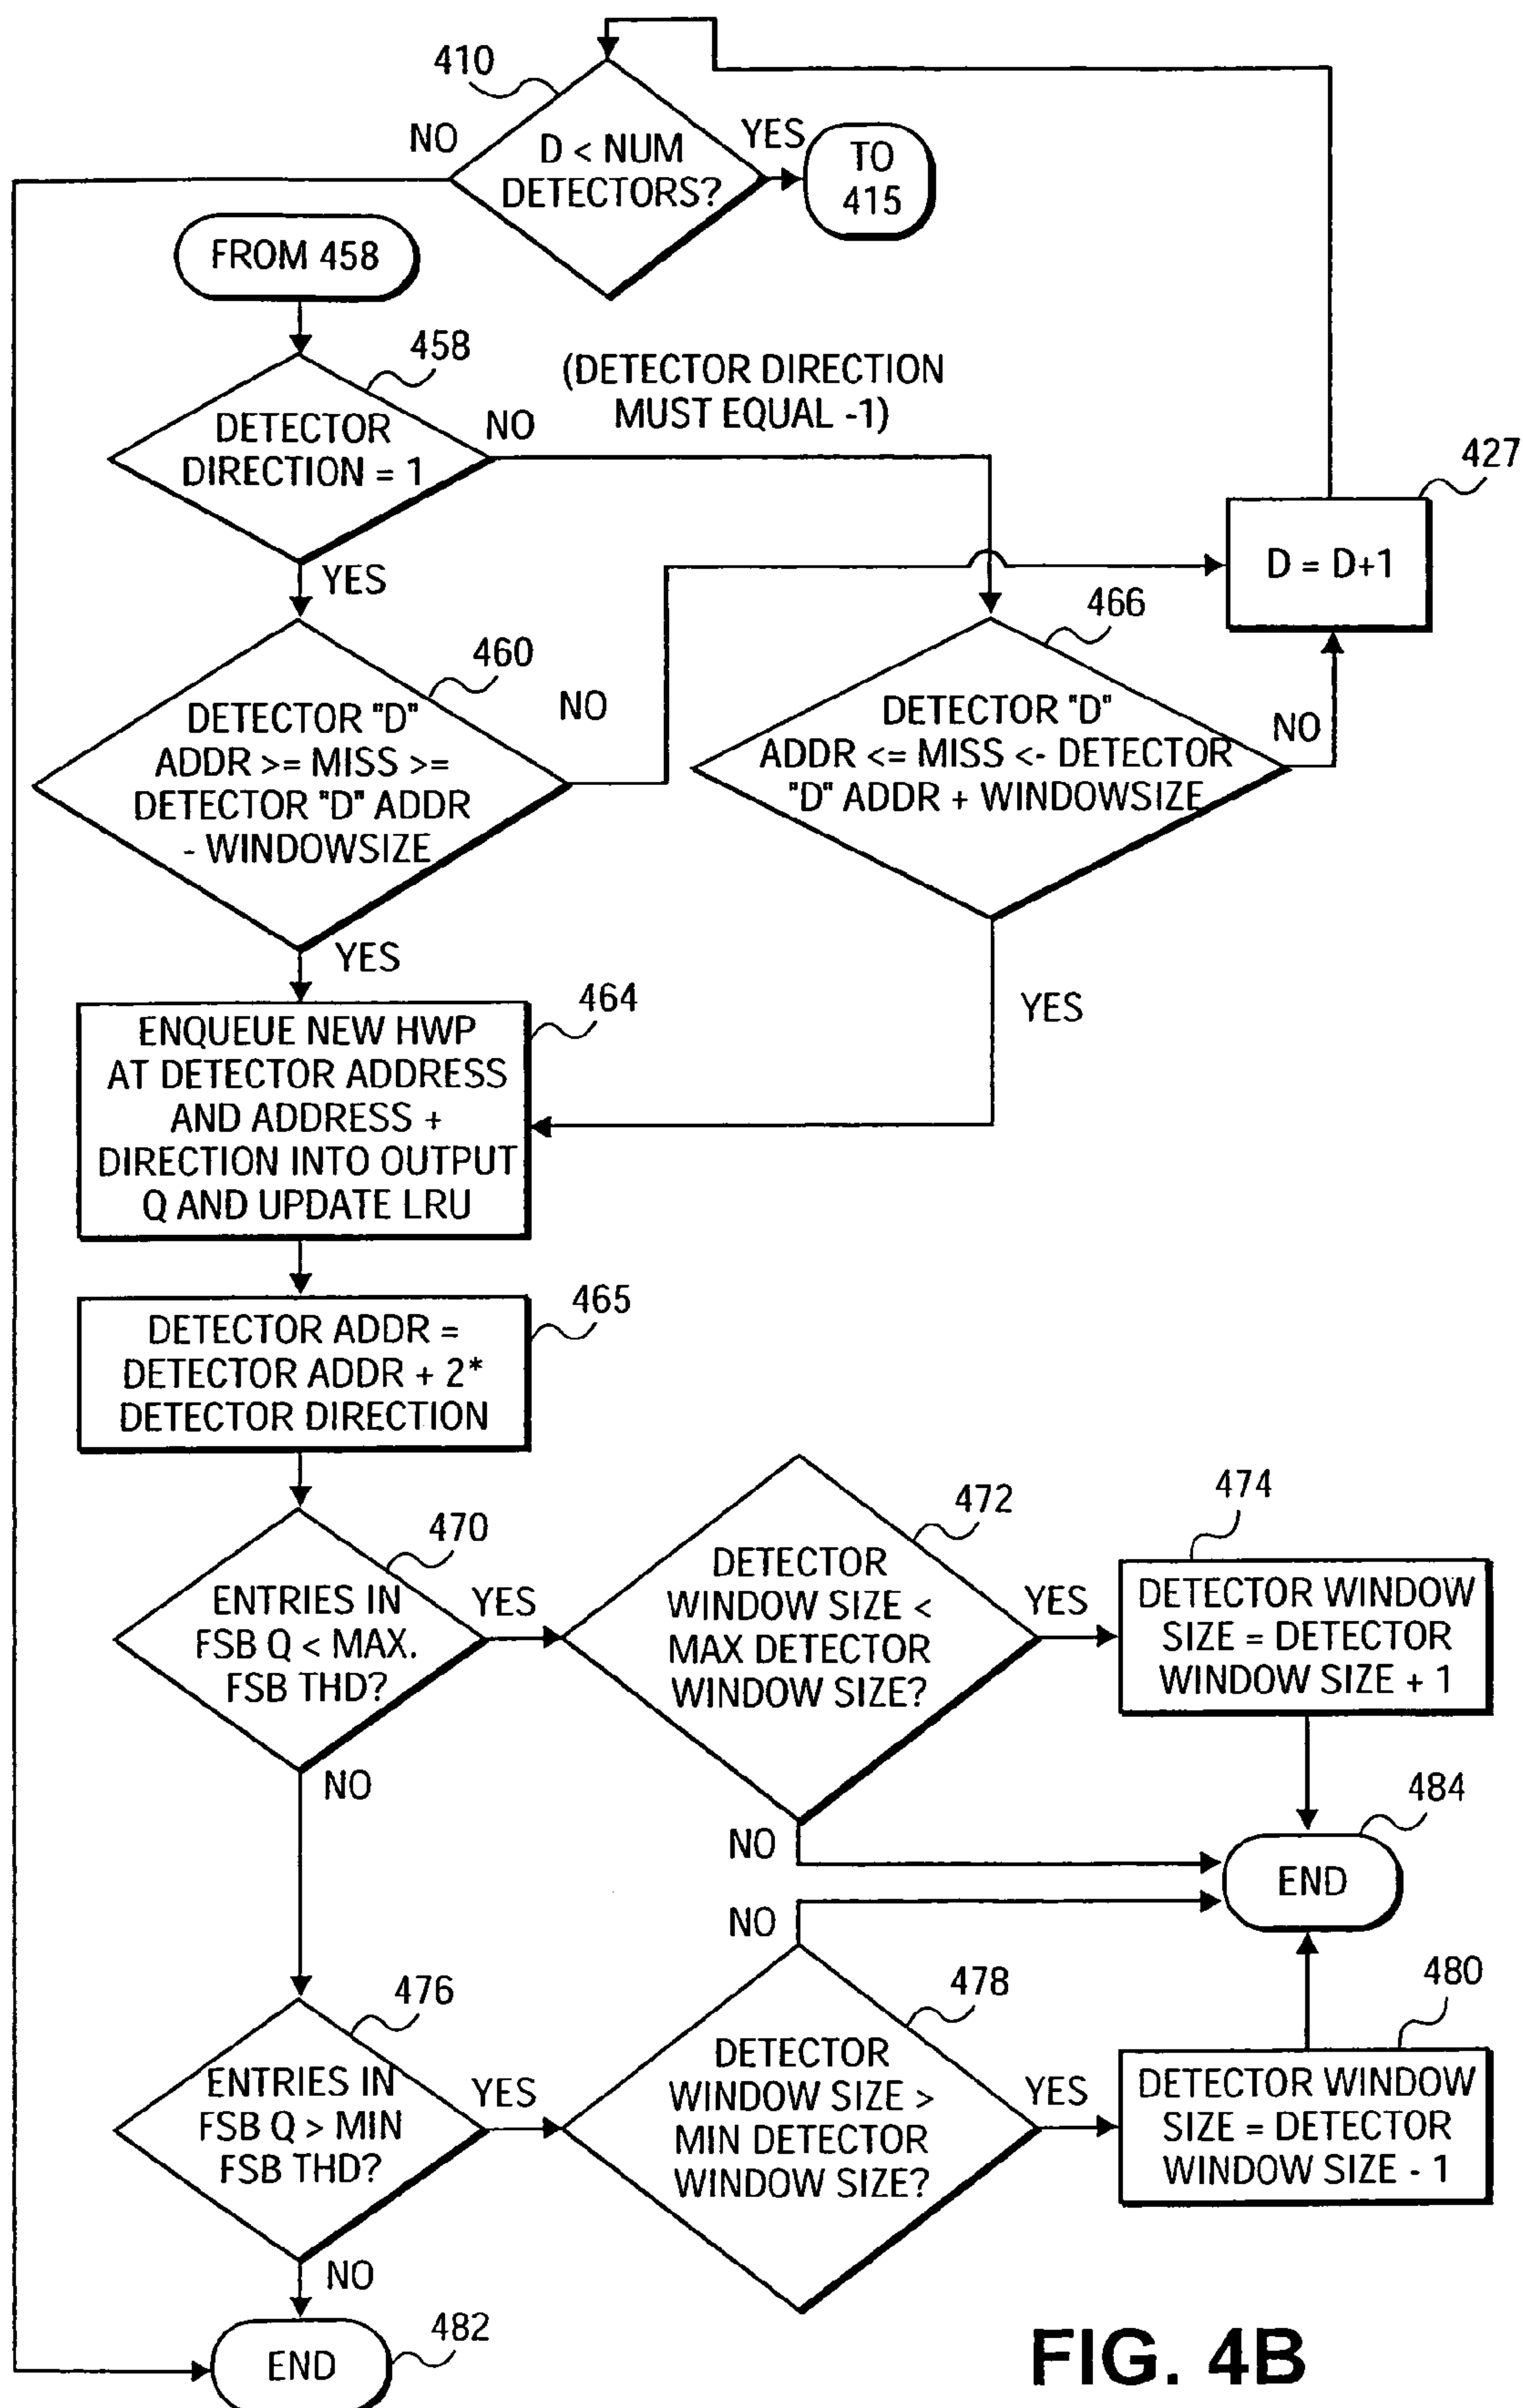 410
NO
D < NUM
DETECTORS?
YES
TO
415
FROM 458
458
DETECTOR
DIRECTION = 1
NO
(DETECTOR DIRECTION
MUST EQUAL -1)
YES
427
D = D+1
460
DETECTOR "D"
ADDR >= MISS >=
DETECTOR "D" ADDR
- WINDOWSIZE
NO
466
DETECTOR "D"
ADDR <= MISS <- DETECTOR
"D" ADDR + WINDOWSIZE
NO
YES
YES
464
ENQUEUE NEW HWP
AT DETECTOR ADDRESS
AND ADDRESS +
DIRECTION INTO OUTPUT
Q AND UPDATE LRU
465
DETECTOR ADDR =
DETECTOR ADDR + 2*
DETECTOR DIRECTION
470
ENTRIES IN
FSB Q < MAX.
FSB THD?
YES
472
DETECTOR
WINDOW SIZE <
MAX DETECTOR
WINDOW SIZE?
YES
474
DETECTOR WINDOW
SIZE = DETECTOR
WINDOW SIZE + 1
NO
NO
484
END
NO
476
ENTRIES IN
FSB Q > MIN
FSB THD?
YES
478
DETECTOR
WINDOW SIZE >
MIN DETECTOR
WINDOW SIZE?
YES
480
DETECTOR WINDOW
SIZE = DETECTOR
WINDOW SIZE - 1
NO
482
END
FIG. 4B